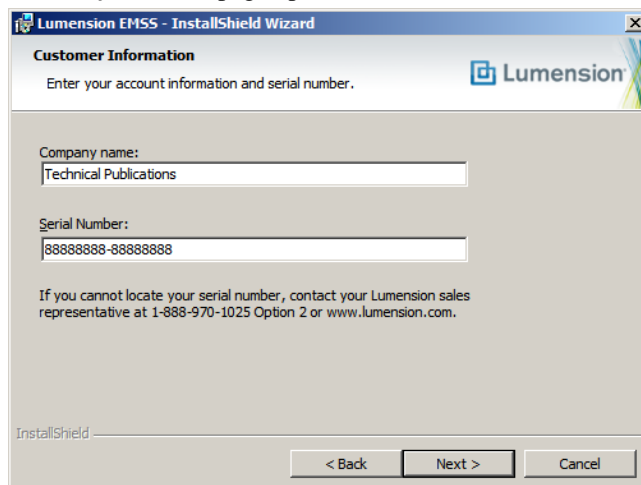 Lumension EMSS - InstallShield Wizard
Customer Information
Enter your account information and serial number.
Lumension
Company name:
Technical Publications
Serial Number:
88888888-88888888
If you cannot locate your serial number, contact your Lumension sales
representative at 1-888-970-1025 Option 2 or www.lumension.com.
InstallShield
< Back
Next >
Cancel